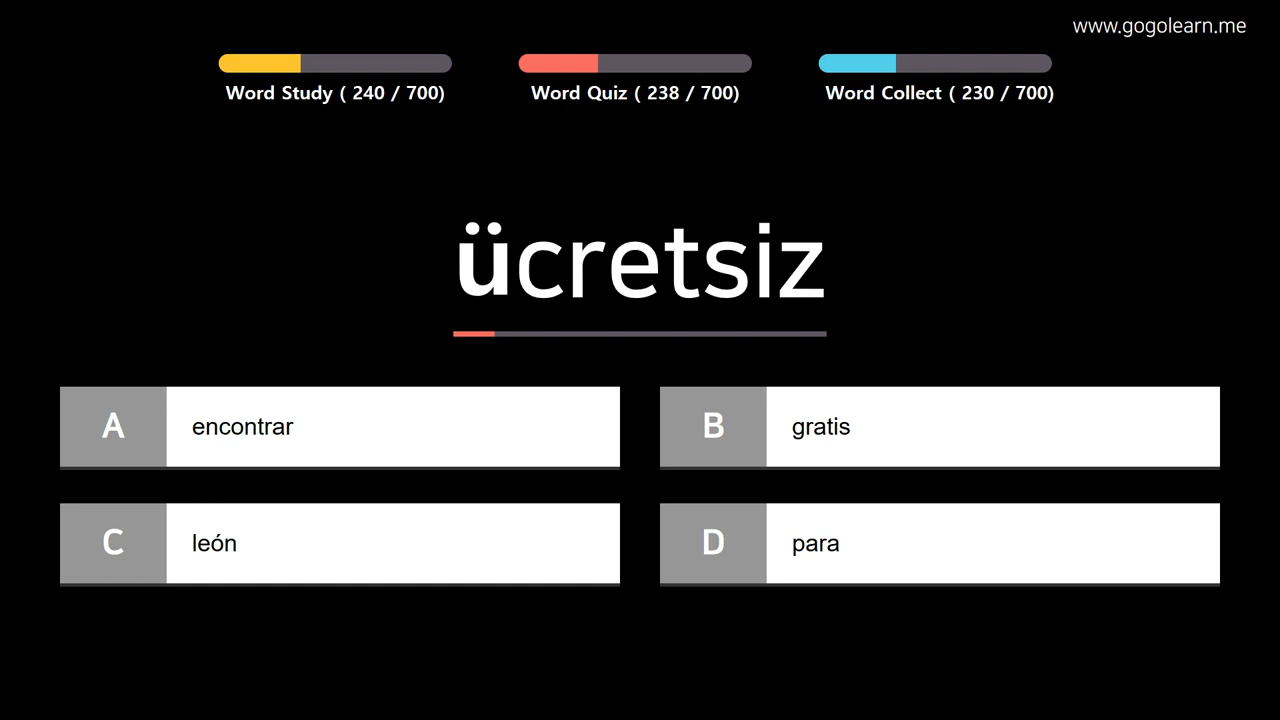 www.gogolearn.me
Word Study ( 240 / 700)
Word Quiz ( 238 / 700)
Word Collect ( 230 / 700)
ücretsiz
A encontrar
B gratis
C león
D para